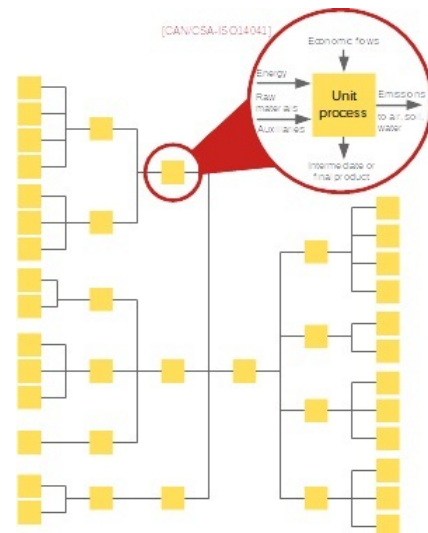 [CAN/CSA-ISO14041]
Economic flows
Energy
Raw
materials
Auxiliaries
Unit
process
Emissions
to air, soil,
water
Intermediate or
final product